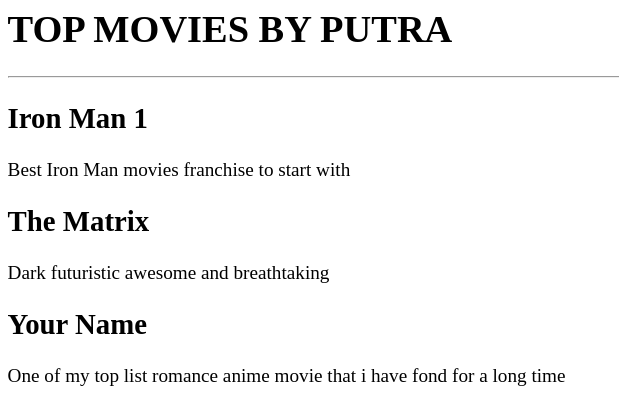 TOP MOVIES BY PUTRA
Iron Man 1
Best Iron Man movies franchise to start with
The Matrix
Dark futuristic awesome and breathtaking
Your Name
One of my top list romance anime movie that i have fond for a long time